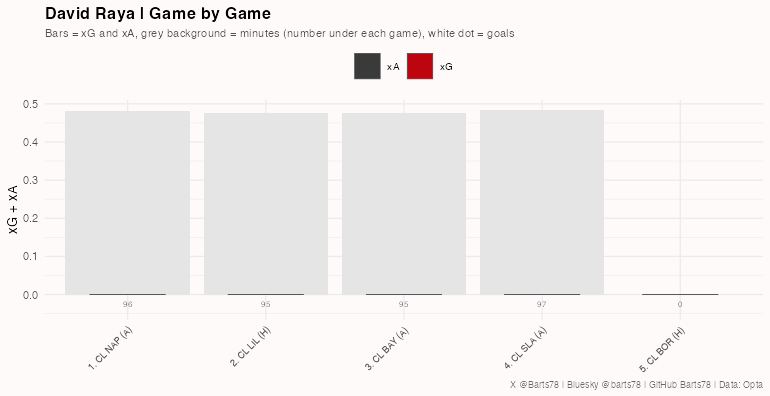 David Raya | Game by Game
Bars = xG and xA, grey background = minutes (number under each game), white dot = goals
xA xG
xG + xA
0.5
0.4
0.3
0.2
0.1
0.0
96 95 95 97 0
1. CL NAP (A)
2. CL LIL (H)
3. CL BAY (A)
4. CL SLA (A)
5. CL BOR (H)
X @Barts78 | Bluesky @barts78 | GitHub Barts78 | Data: Opta